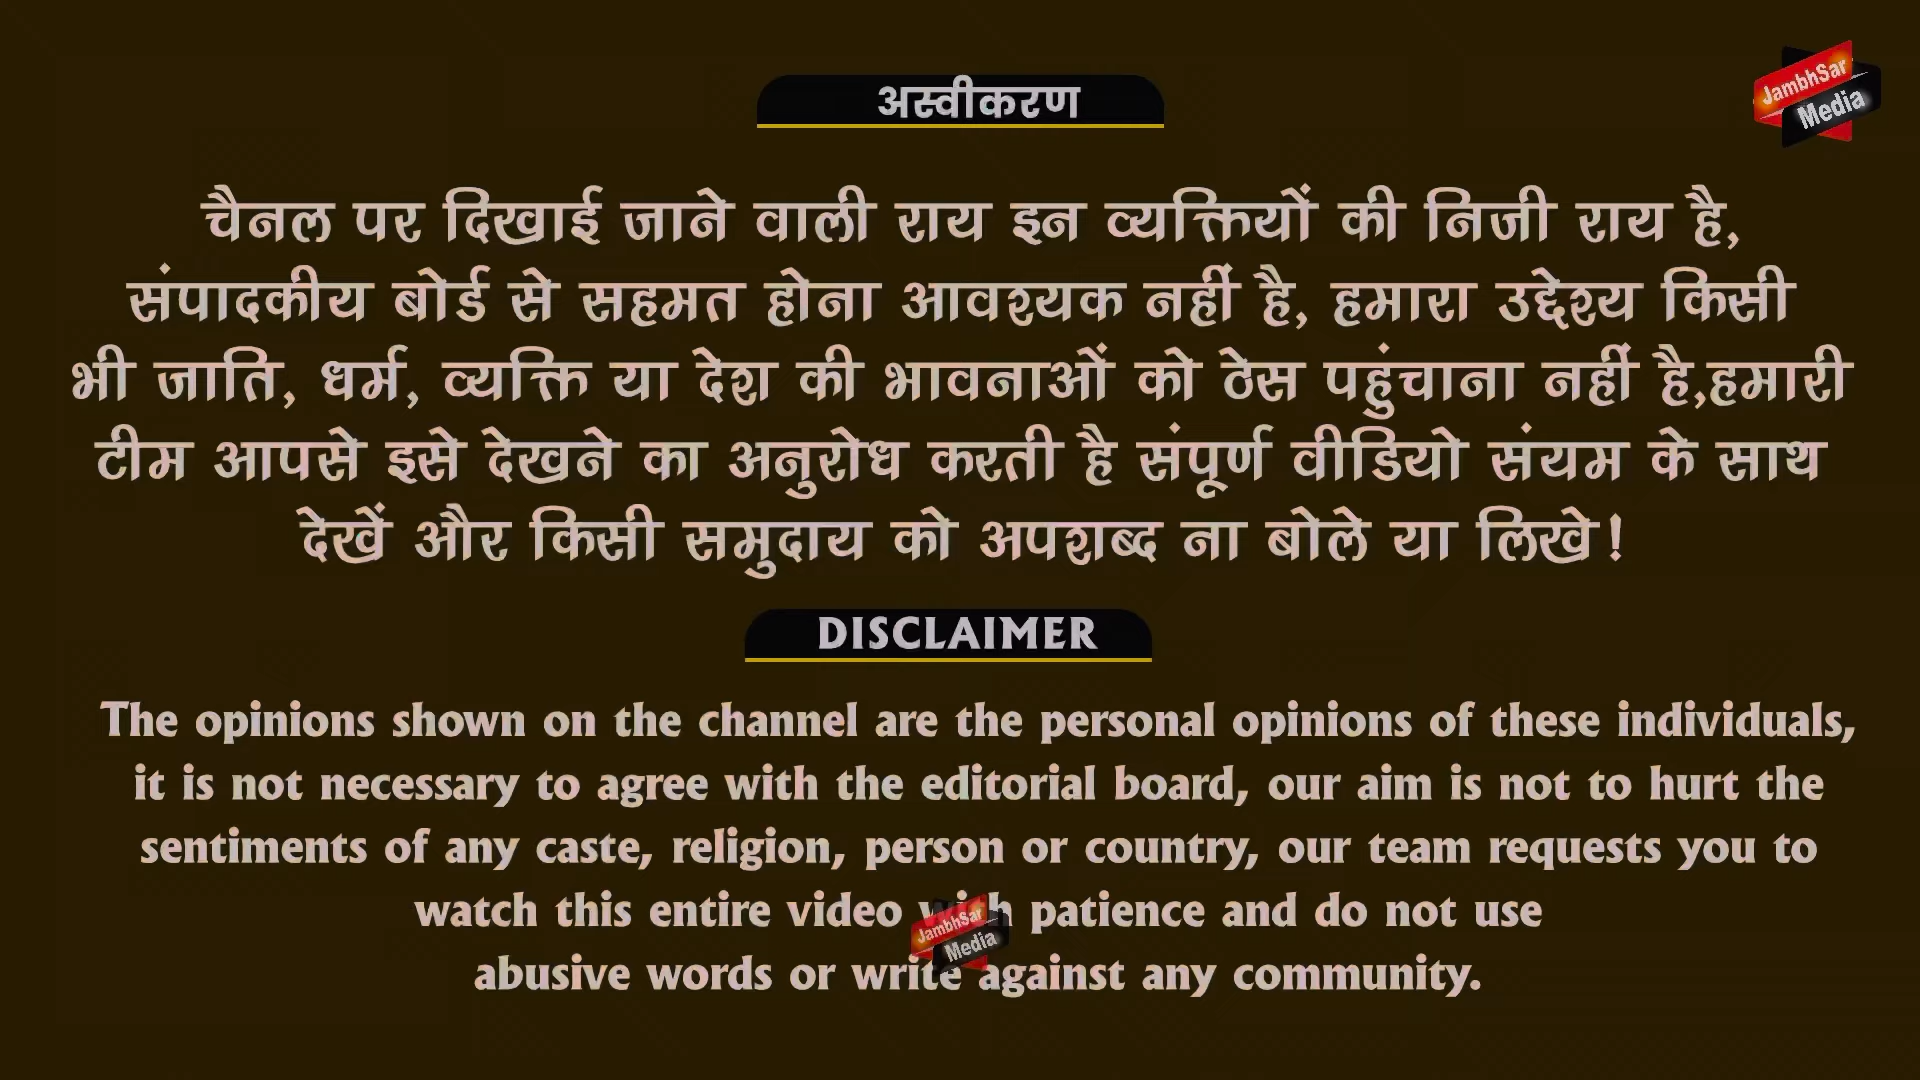 अस्वीकरण
JambhSar
Media
चैनल पर दिखाई जाने वाली राय इन व्यक्तियों की निजी राय है,
संपादकीय बोर्ड से सहमत होना आवश्यक नहीं है, हमारा उद्देश्य किसी
भी जाति, धर्म, व्यक्ति या देश की भावनाओं को ठेस पहुंचाना नहीं है,हमारी
टीम आपसे इसे देखने का अनुरोध करती है संपूर्ण वीडियो संयम के साथ
देखें और किसी समुदाय को अपशब्द ना बोले या लिखे!
DISCLAIMER
The opinions shown on the channel are the personal opinions of these individuals,
it is not necessary to agree with the editorial board, our aim is not to hurt the
sentiments of any caste, religion, person or country, our team requests you to
watch this entire video with patience and do not use
JambhSar
Media
abusive words or write against any community.